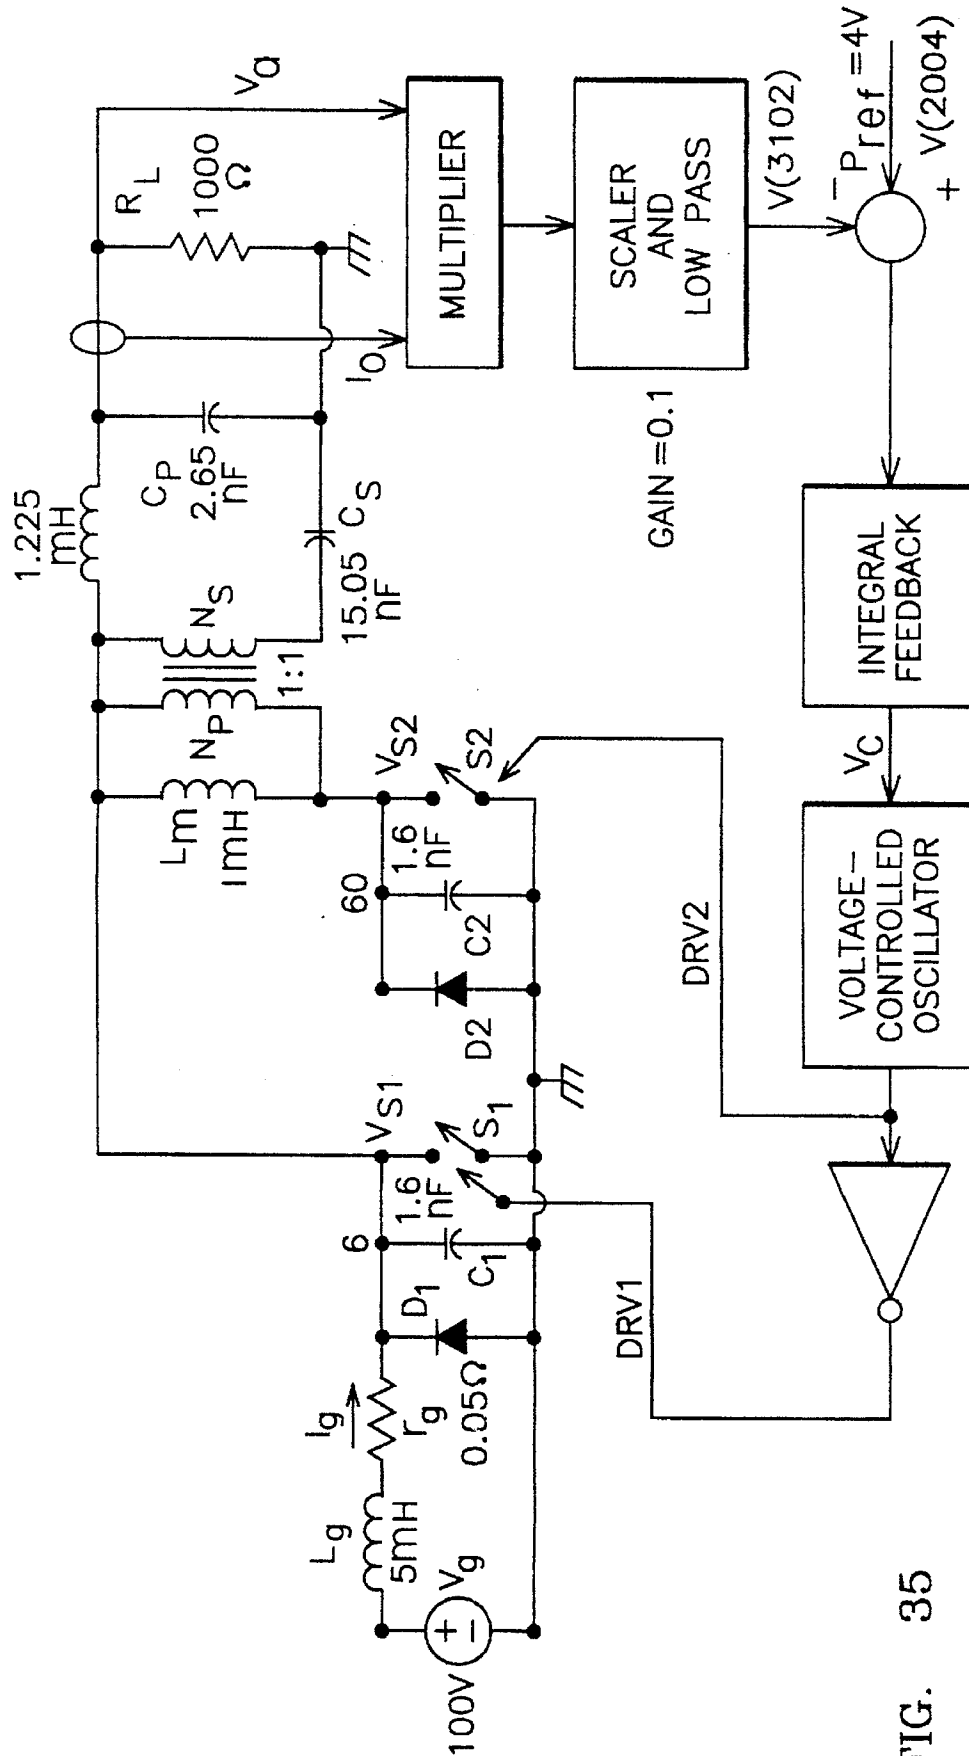 1.225
mH
V_a
R_L
1000
Ω
C_P
2.65
nF
I_O
N_S
N_P
1:1
L_m
1mH
15.05
nF
C_S
MULTIPLIER
SCALER
AND
LOW PASS
GAIN=0.1
V(3102)
−
P_ref=4V
V(2004)
+
V_S1
V_S2
S_1
S2
6
60
1.6
nF
1.6
nF
C_1
C2
D_1
D2
I_g
r_g
0.05Ω
L_g
5mH
V_g
+
−
100V
DRV1
DRV2
INTEGRAL
FEEDBACK
V_C
VOLTAGE−
CONTROLLED
OSCILLATOR
FIG. 35